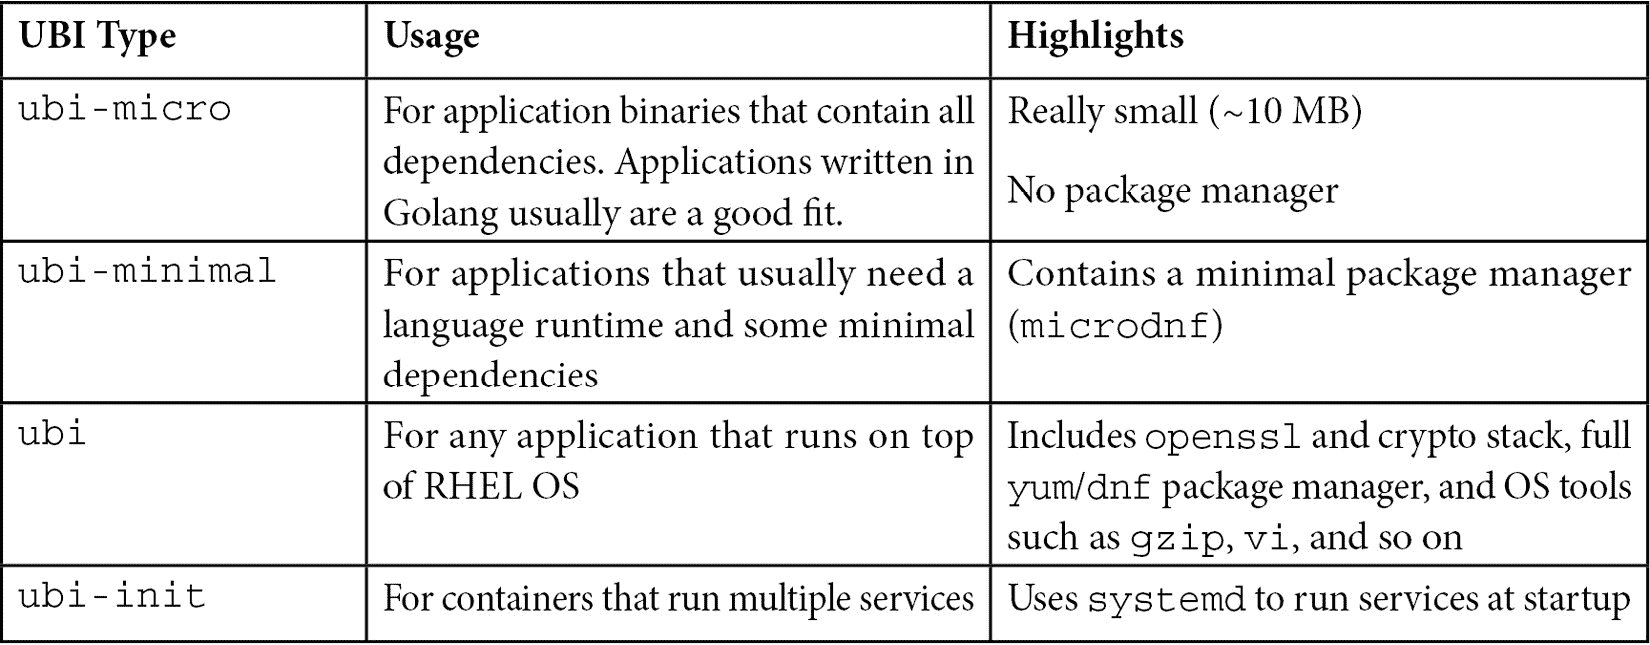 UBI Type
Usage
Highlights
ubi-micro
For application binaries that contain all
dependencies. Applications written in
Golang usually are a good fit.
Really small (~10 MB)
No package manager
ubi-minimal
For applications that usually need a
language runtime and some minimal
dependencies
Contains a minimal package manager
(microdnf)
ubi
For any application that runs on top
of RHEL OS
Includes openssl and crypto stack, full
yum/dnf package manager, and OS tools
such as gzip, vi, and so on
ubi-init
For containers that run multiple services
Uses systemd to run services at startup